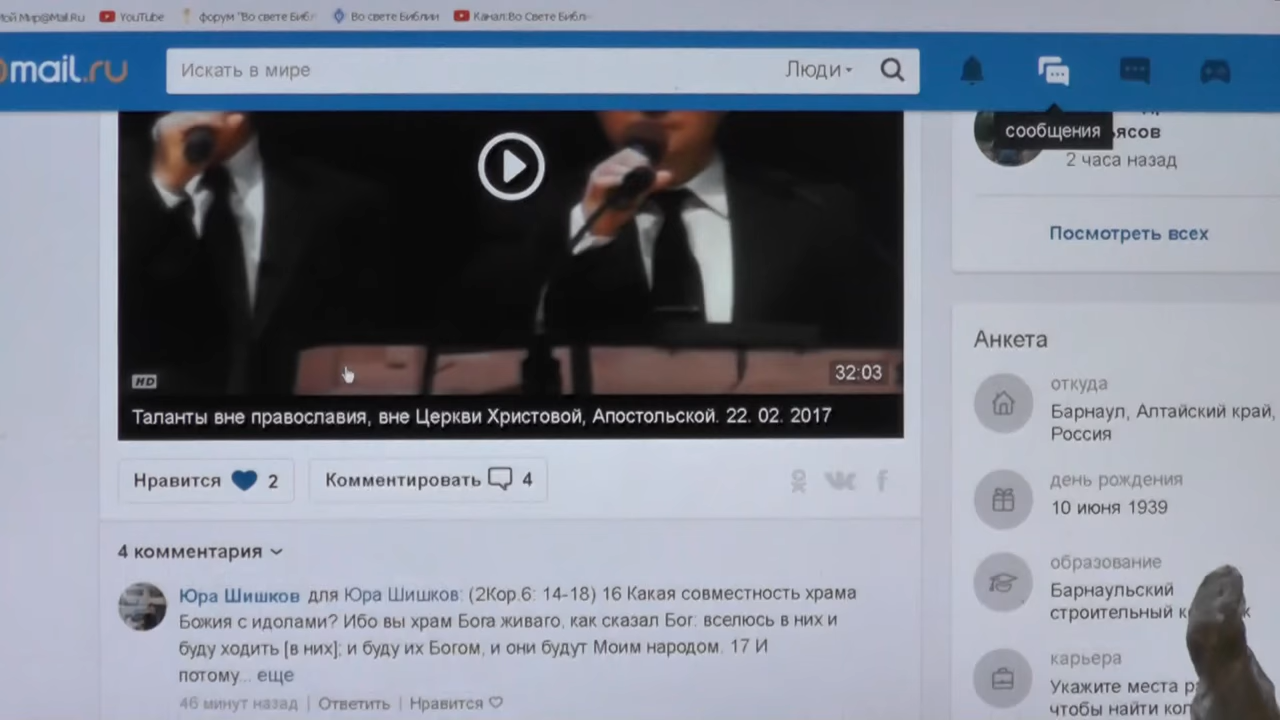 Мой.Мир@Mail.Ru YouTube форум "Во свете Биб Во свете Библии Канал:Во Свете Библ
mail.ru Искать в мире Люди
сообщения
2 часа назад
Посмотреть всех
HD 32:03
Таланты вне православия, вне Церкви Христовой, Апостольской. 22. 02. 2017
Нравится 2 Комментировать 4
4 комментария
Юра Шишков для Юра Шишков: (2Кор.6: 14-18) 16 Какая совместность храма
Божия с идолами? Ибо вы храм Бога живаго, как сказал Бог: вселюсь в них и
буду ходить [в них]; и буду их Богом, и они будут Моим народом. 17 И
потому... еще
46 минут назад | Ответить | Нравится
Анкета
откуда
Барнаул, Алтайский край,
Россия
день рождения
10 июня 1939
образование
Барнаульский
строительный
карьера
Укажите места
чтобы найти